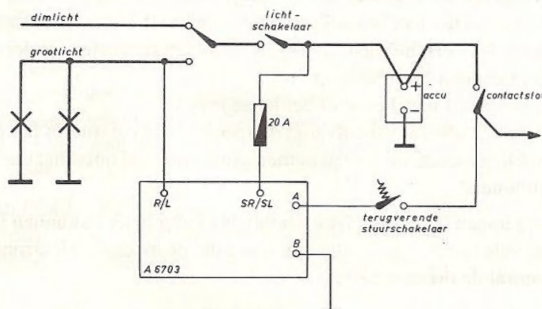 dimlicht
licht-
schakelaar
grootlicht
+
accu
-
contactslot
20 A
R/L
SR/SL
A
B
terugverende
stuurschakelaar
A 6703